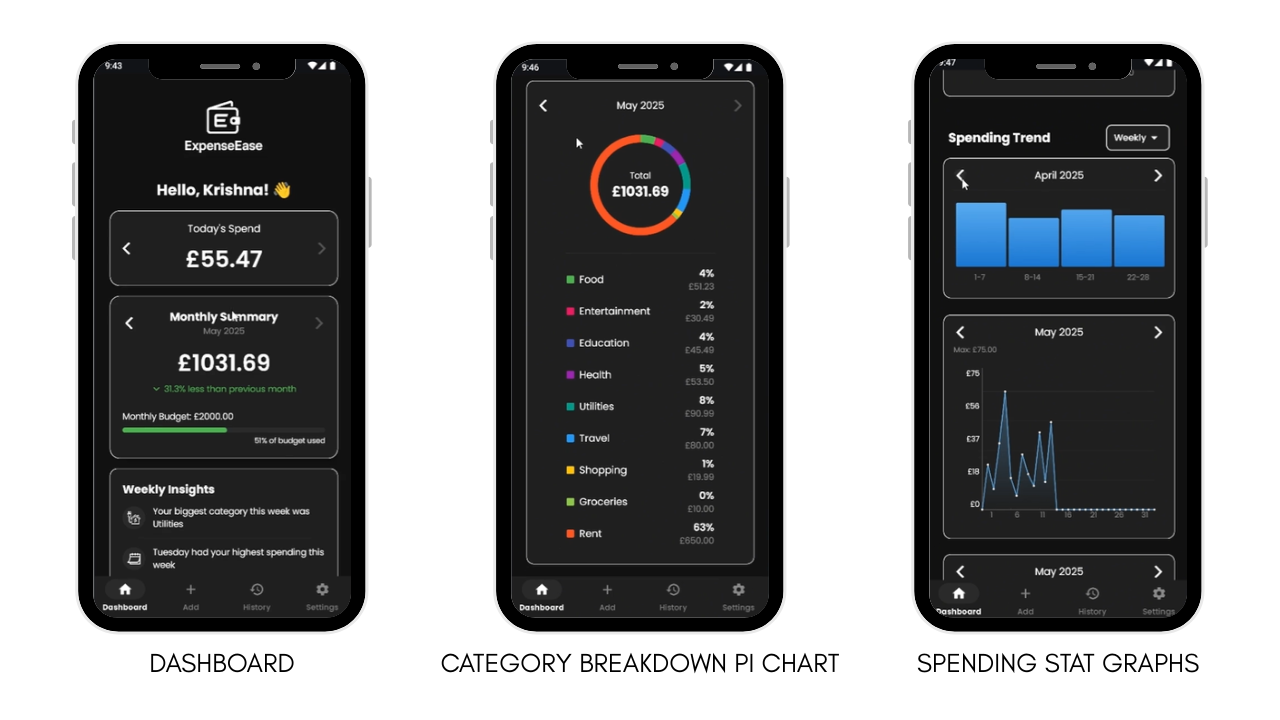 9:43
E
ExpenseEase
Hello, Krishna! 👋
Today's Spend
£55.47
Monthly Summary
May 2025
£1031.69
31.3% less than previous month
Monthly Budget: £2000.00
51% of budget used
Weekly Insights
Your biggest category this week was
Utilities
Tuesday had your highest spending this
week
Dashboard Add History Settings
DASHBOARD
9:46
May 2025
Total
£1031.69
Food 4%
£51.23
Entertainment 2%
£30.49
Education 4%
£45.49
Health 5%
£53.50
Utilities 8%
£90.99
Travel 7%
£80.00
Shopping 1%
£19.99
Groceries 0%
£10.00
Rent 63%
£650.00
Dashboard Add History Settings
CATEGORY BREAKDOWN PI CHART
9:47
Spending Trend Weekly
April 2025
1-7 8-14 15-21 22-28
May 2025
Max: £75.00
£75
£56
£37
£18
£0
1 6 11 16 21 26 31
May 2025
Dashboard Add History Settings
SPENDING STAT GRAPHS